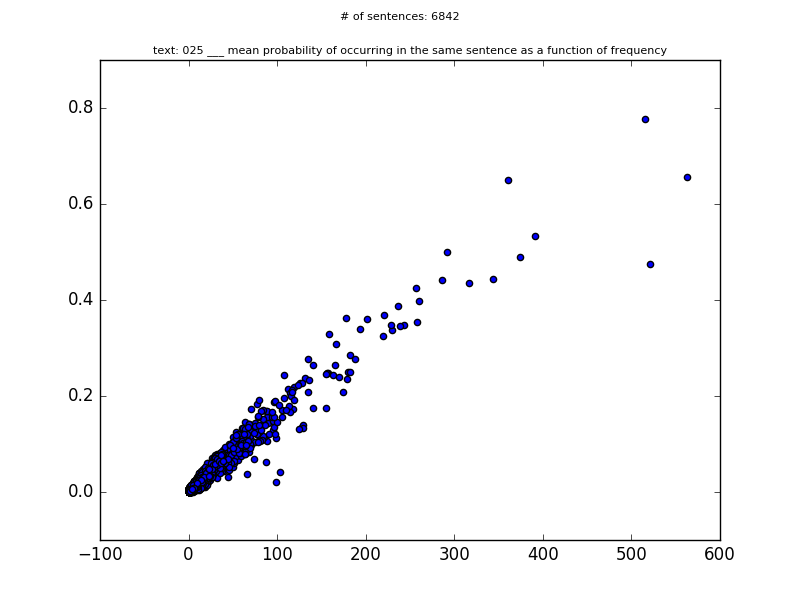 # of sentences: 6842
text: 025 ___ mean probability of occurring in the same sentence as a function of frequency
0.8
0.6
0.4
0.2
0.0
−100 0 100 200 300 400 500 600